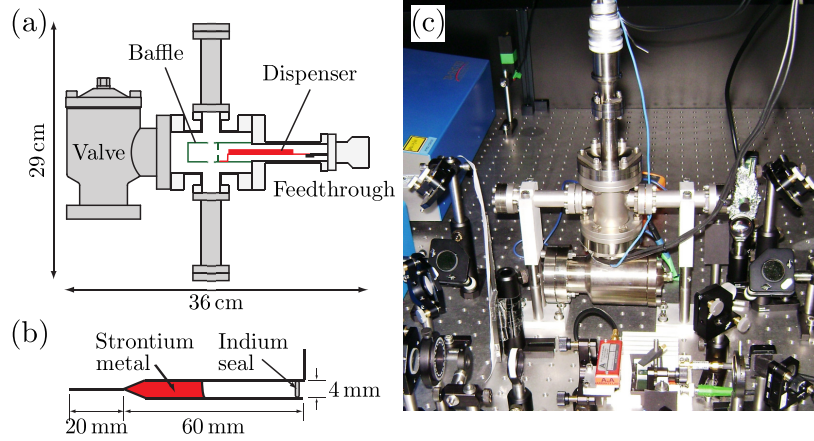 (a)
Baffle
Dispenser
Valve
29 cm
Feedthrough
36 cm
(b)
Strontium
metal
Indium
seal
4 mm
20 mm
60 mm
(c)